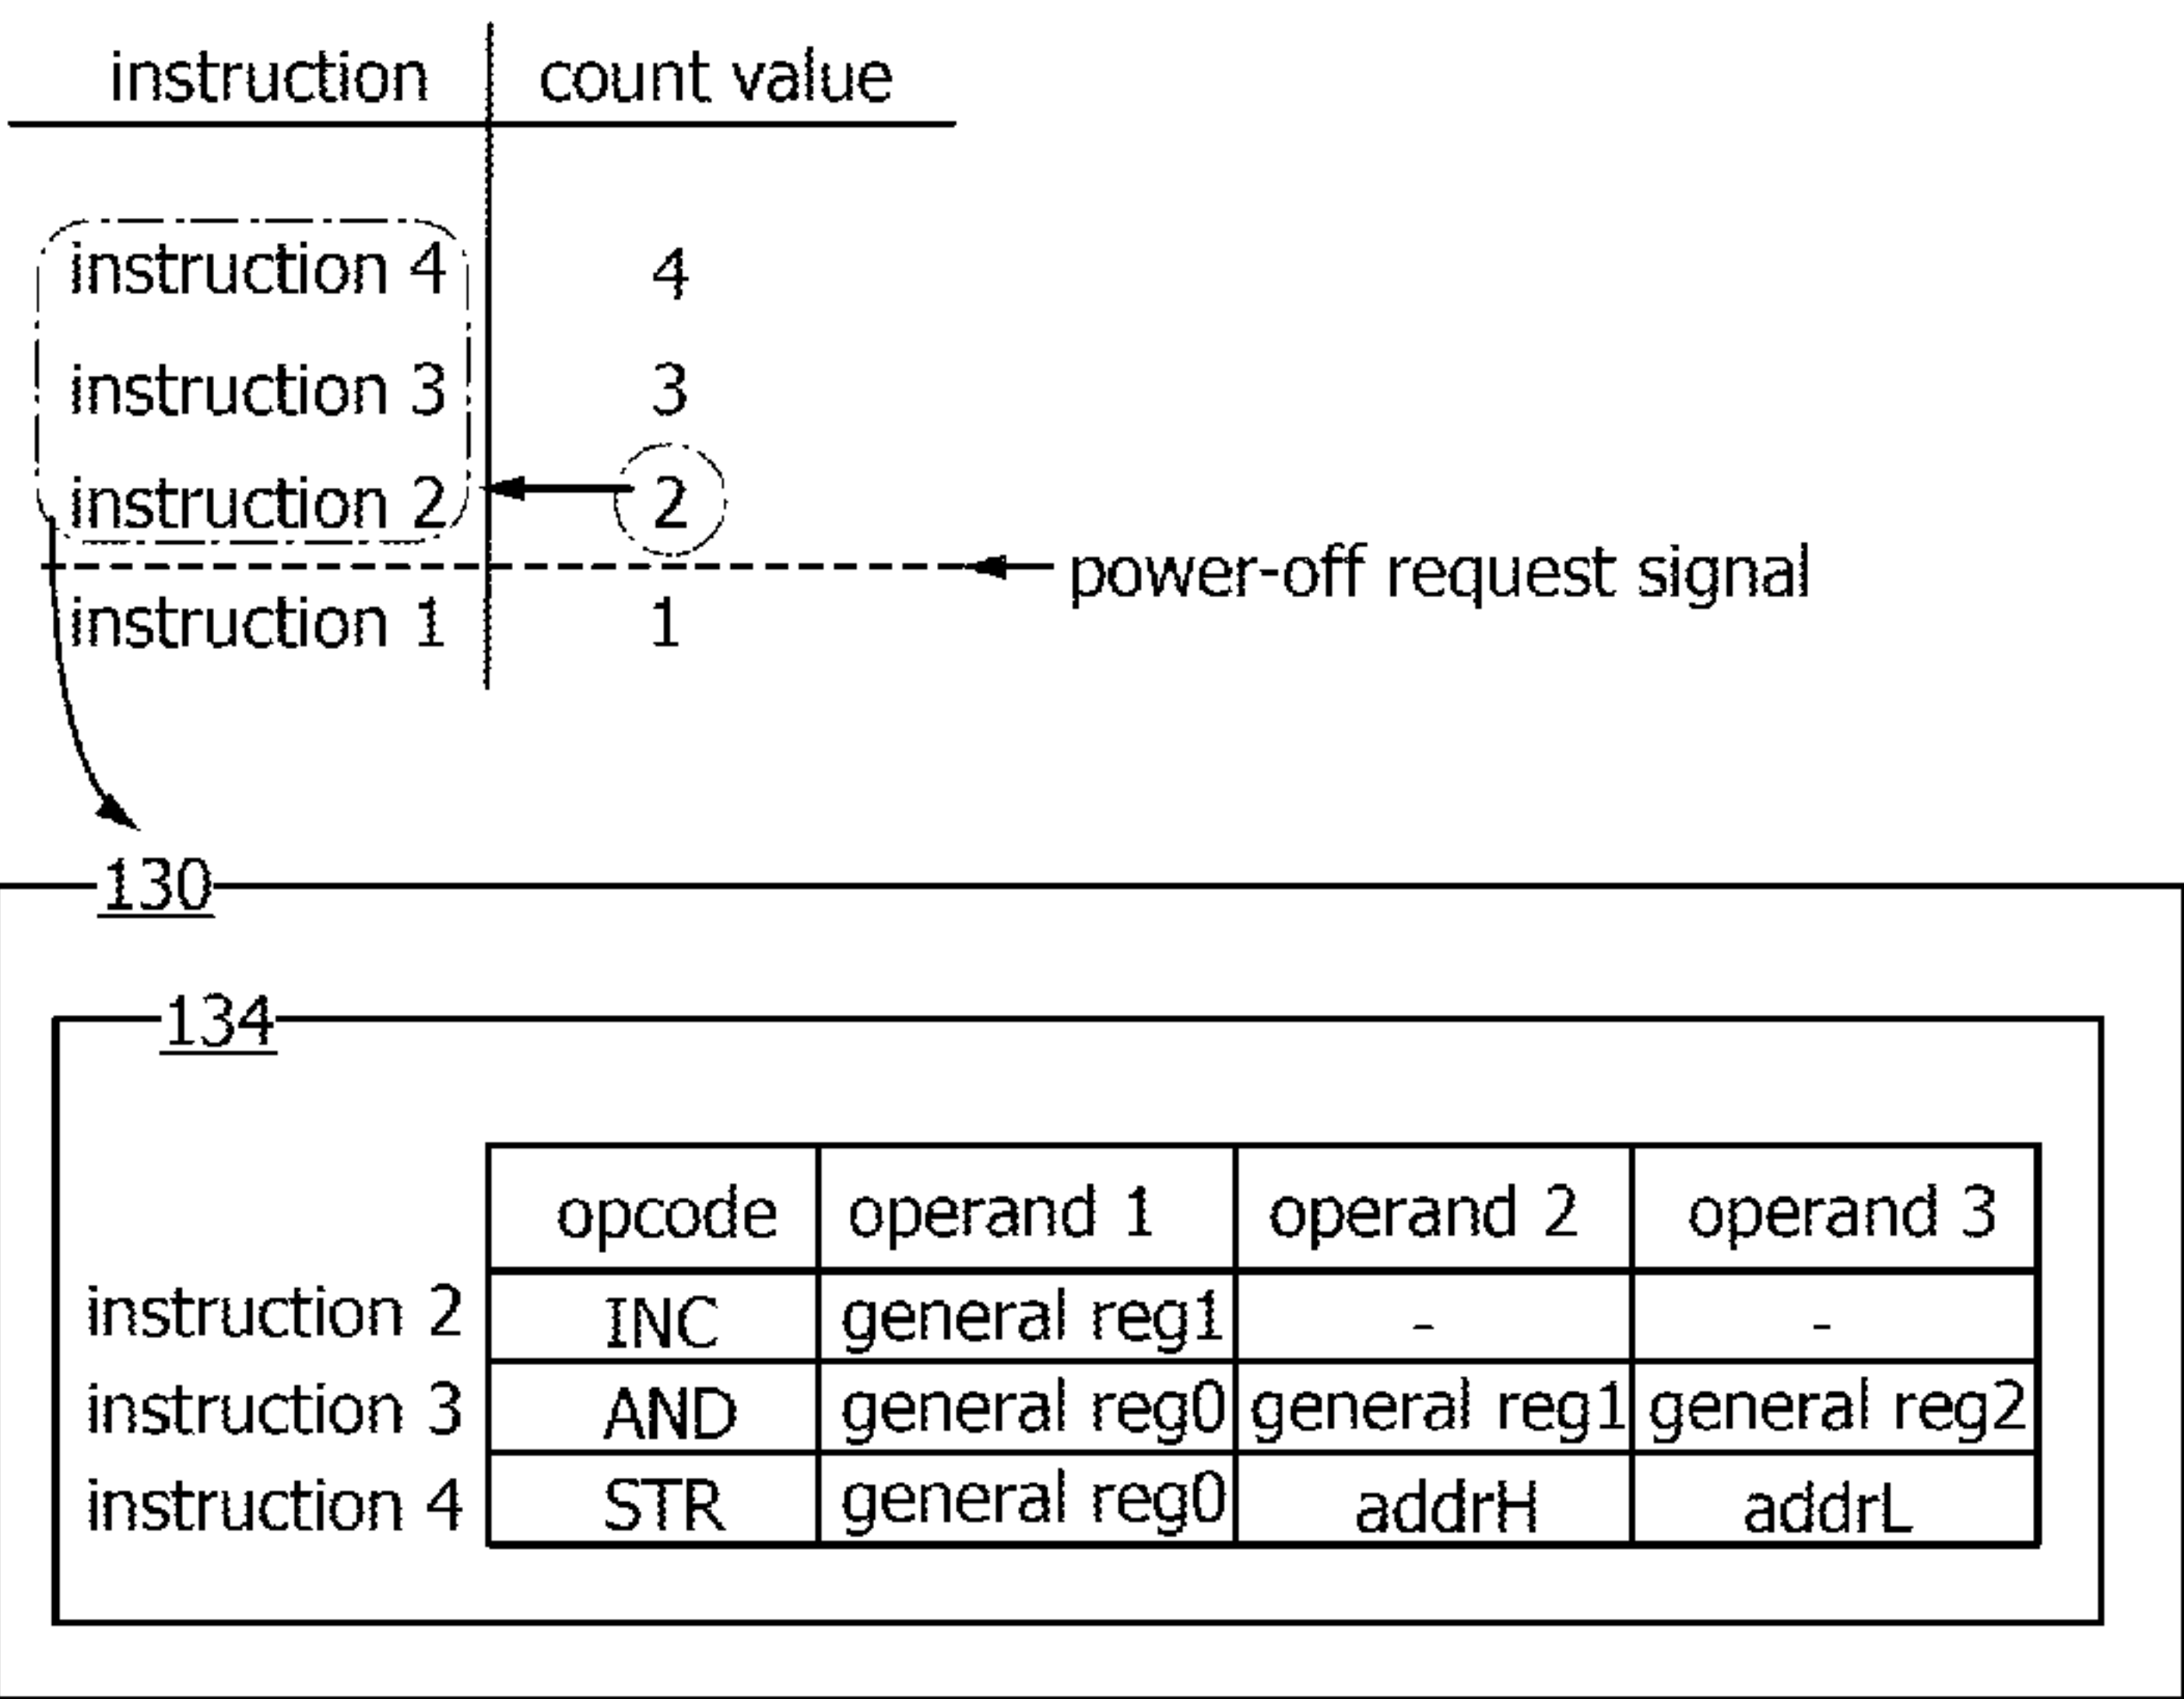 instruction count value
instruction 4 4
instruction 3 3
instruction 2 2
power-off request signal
instruction 1 1
130
134
opcode operand 1 operand 2 operand 3
instruction 2 INC general reg1 - -
instruction 3 AND general reg0 general reg1 general reg2
instruction 4 STR general reg0 addrH addrL